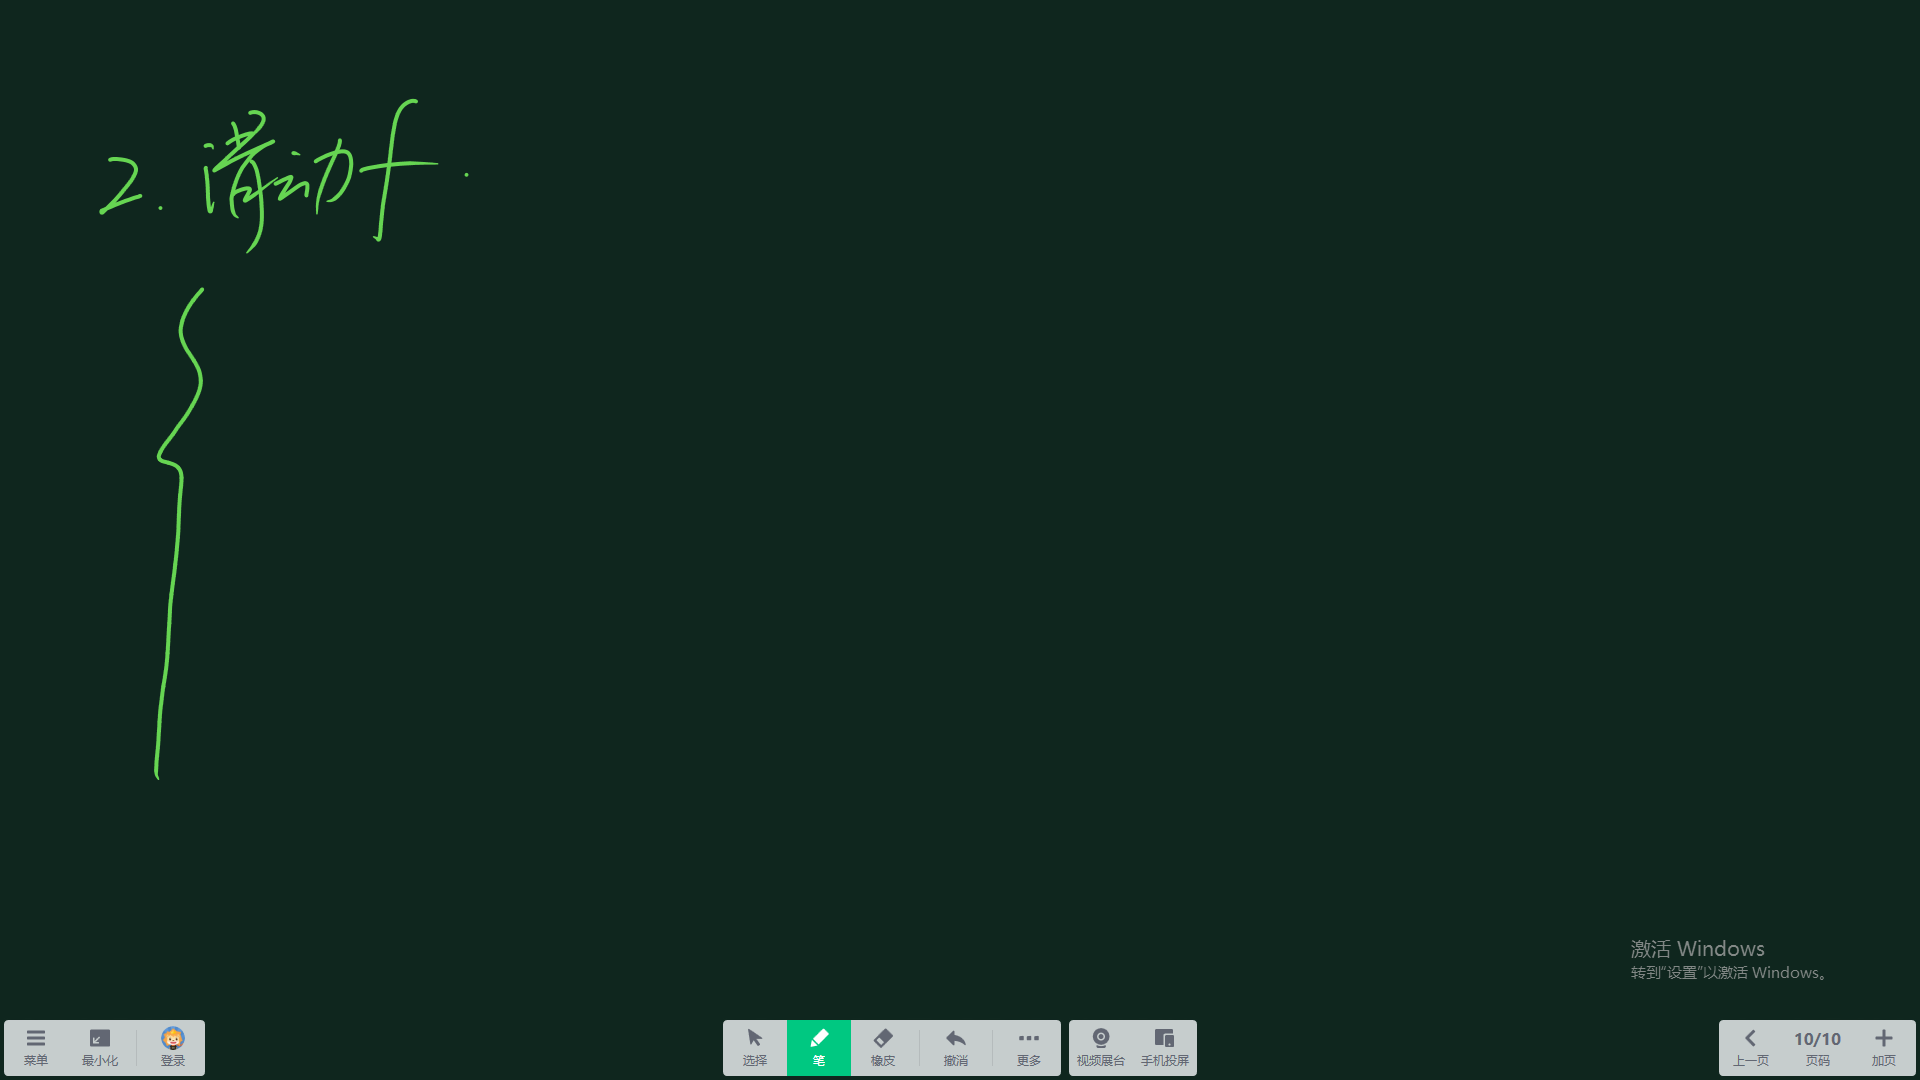 2. 滑动f.
激活 Windows
转到“设置”以激活 Windows。
菜单 最小化 登录 选择 笔 橡皮 撤消 更多 视频展台 手机投屏 上一页 10/10 页码 加页